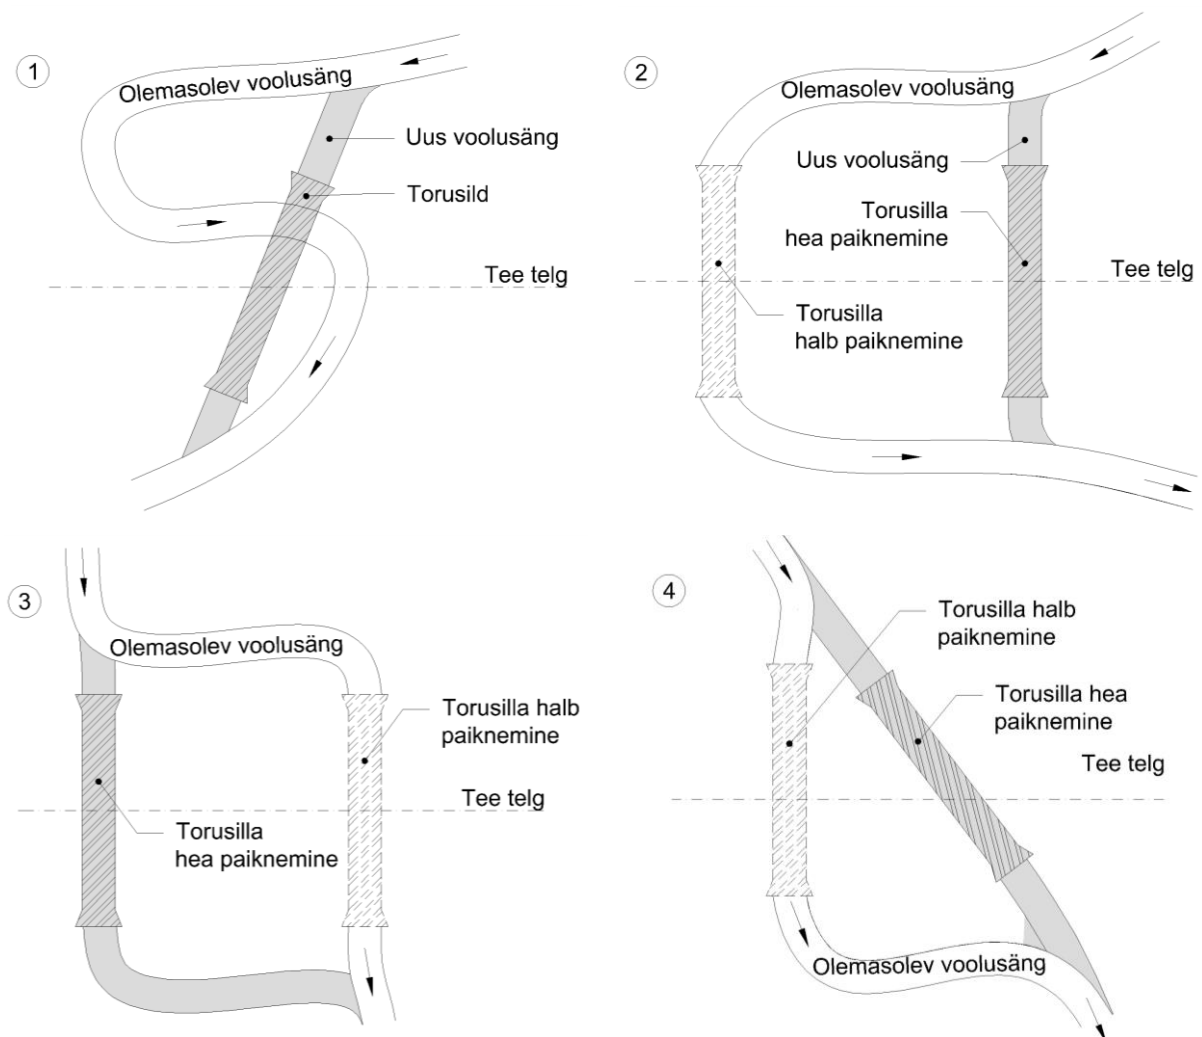 1
Olemasolev voolusäng
Uus voolusäng
Torusild
Tee telg
2
Olemasolev voolusäng
Uus voolusäng
Torusilla
hea paiknemine
Tee telg
Torusilla
halb paiknemine
3
Olemasolev voolusäng
Torusilla halb
paiknemine
Tee telg
Torusilla
hea paiknemine
4
Torusilla halb
paiknemine
Torusilla hea
paiknemine
Tee telg
Olemasolev voolusäng